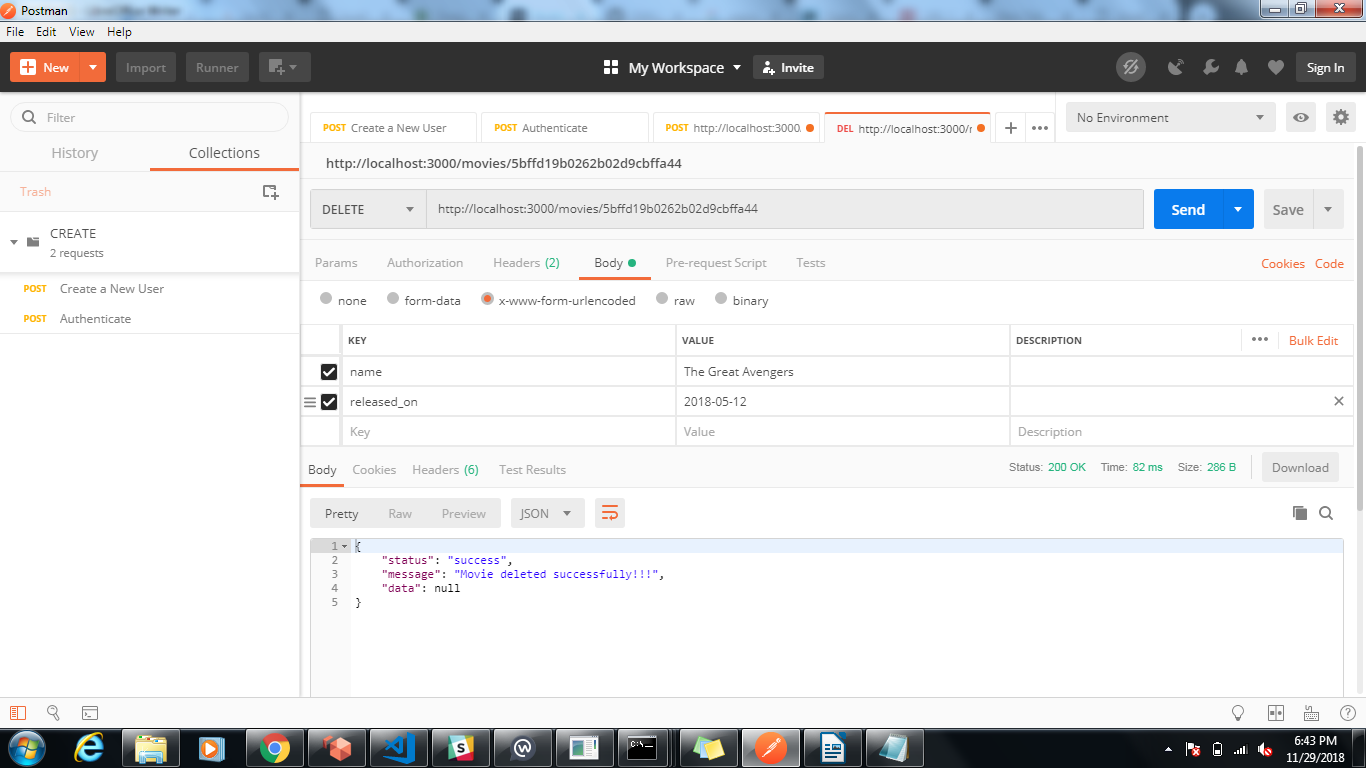 Postman
File Edit View Help
New Import Runner My Workspace Invite Sign In
Filter
History Collections
Trash
CREATE
2 requests
POST Create a New User
POST Authenticate
POST Create a New User POST Authenticate POST http://localhost:3000. DEL http://localhost:3000/r
No Environment
http://localhost:3000/movies/5bffd19b0262b02d9cbffa44
DELETE http://localhost:3000/movies/5bffd19b0262b02d9cbffa44 Send Save
Params Authorization Headers (2) Body Pre-request Script Tests Cookies Code
none form-data x-www-form-urlencoded raw binary
KEY VALUE DESCRIPTION Bulk Edit
name The Great Avengers
released_on 2018-05-12
Key Value Description
Body Cookies Headers (6) Test Results Status: 200 OK Time: 82 ms Size: 286 B Download
Pretty Raw Preview JSON
1 {
2 "status": "success",
3 "message": "Movie deleted successfully!!!",
4 "data": null
5 }
6:43 PM
11/29/2018